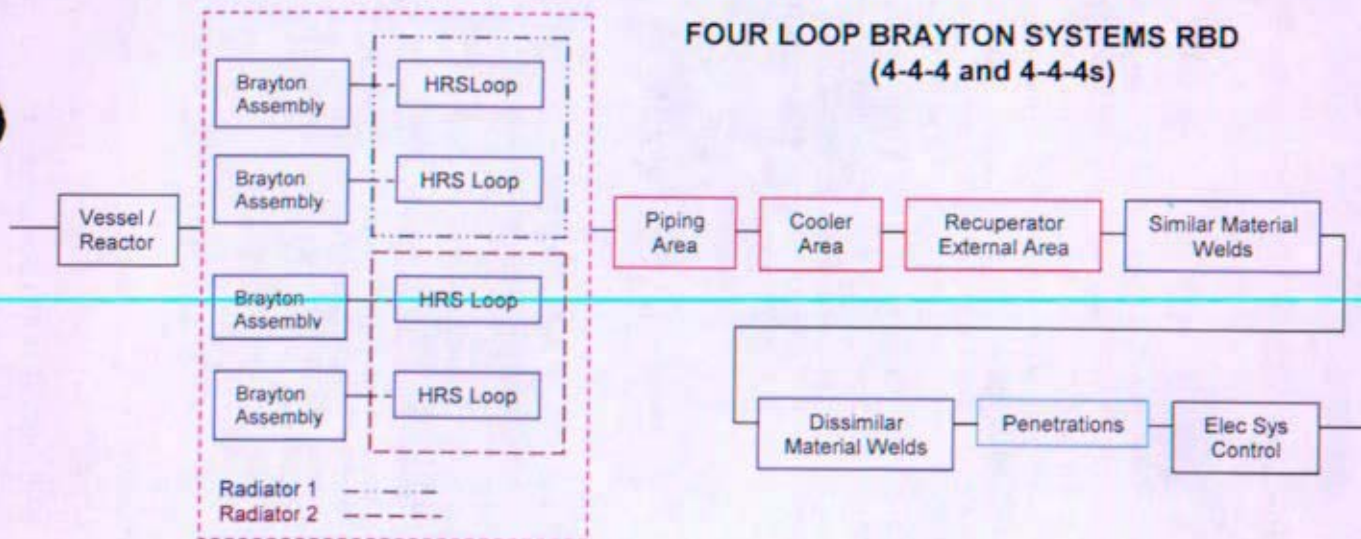 FOUR LOOP BRAYTON SYSTEMS RBD
(4-4-4 and 4-4-4s)
Brayton
Assembly
HRSLoop
Brayton
Assembly
HRS Loop
Brayton
Assembly
HRS Loop
Brayton
Assembly
HRS Loop
Radiator 1
Radiator 2
Vessel /
Reactor
Piping
Area
Cooler
Area
Recuperator
External Area
Similar Material
Welds
Dissimilar
Material Welds
Penetrations
Elec Sys
Control